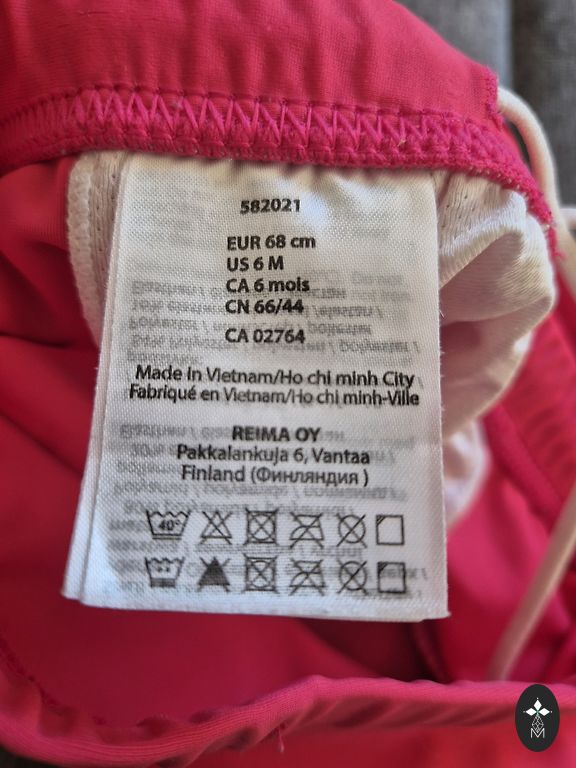 582021
EUR 68 cm
US 6 M
CA 6 mois
CN 66/44
CA 02764
Made in Vietnam/Ho chi minh City
Fabriqué en Vietnam/Ho chi minh-Ville
REIMA OY
Pakkalankuja 6, Vantaa
Finland (Финляндия )
40°
M